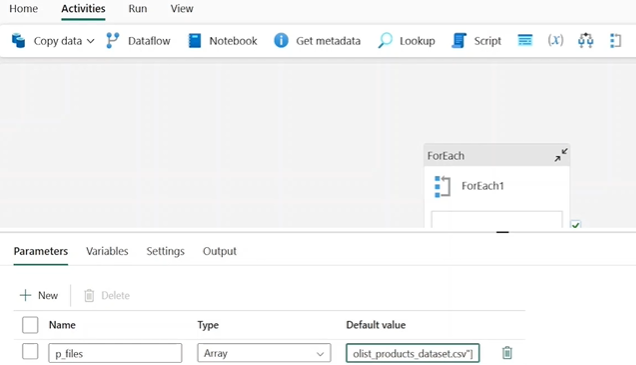 Home Activities Run View
Copy data Dataflow Notebook Get metadata Lookup Script (x)
ForEach
ForEach1
Parameters Variables Settings Output
New Delete
Name Type Default value
p_files Array olist_products_dataset.csv"]